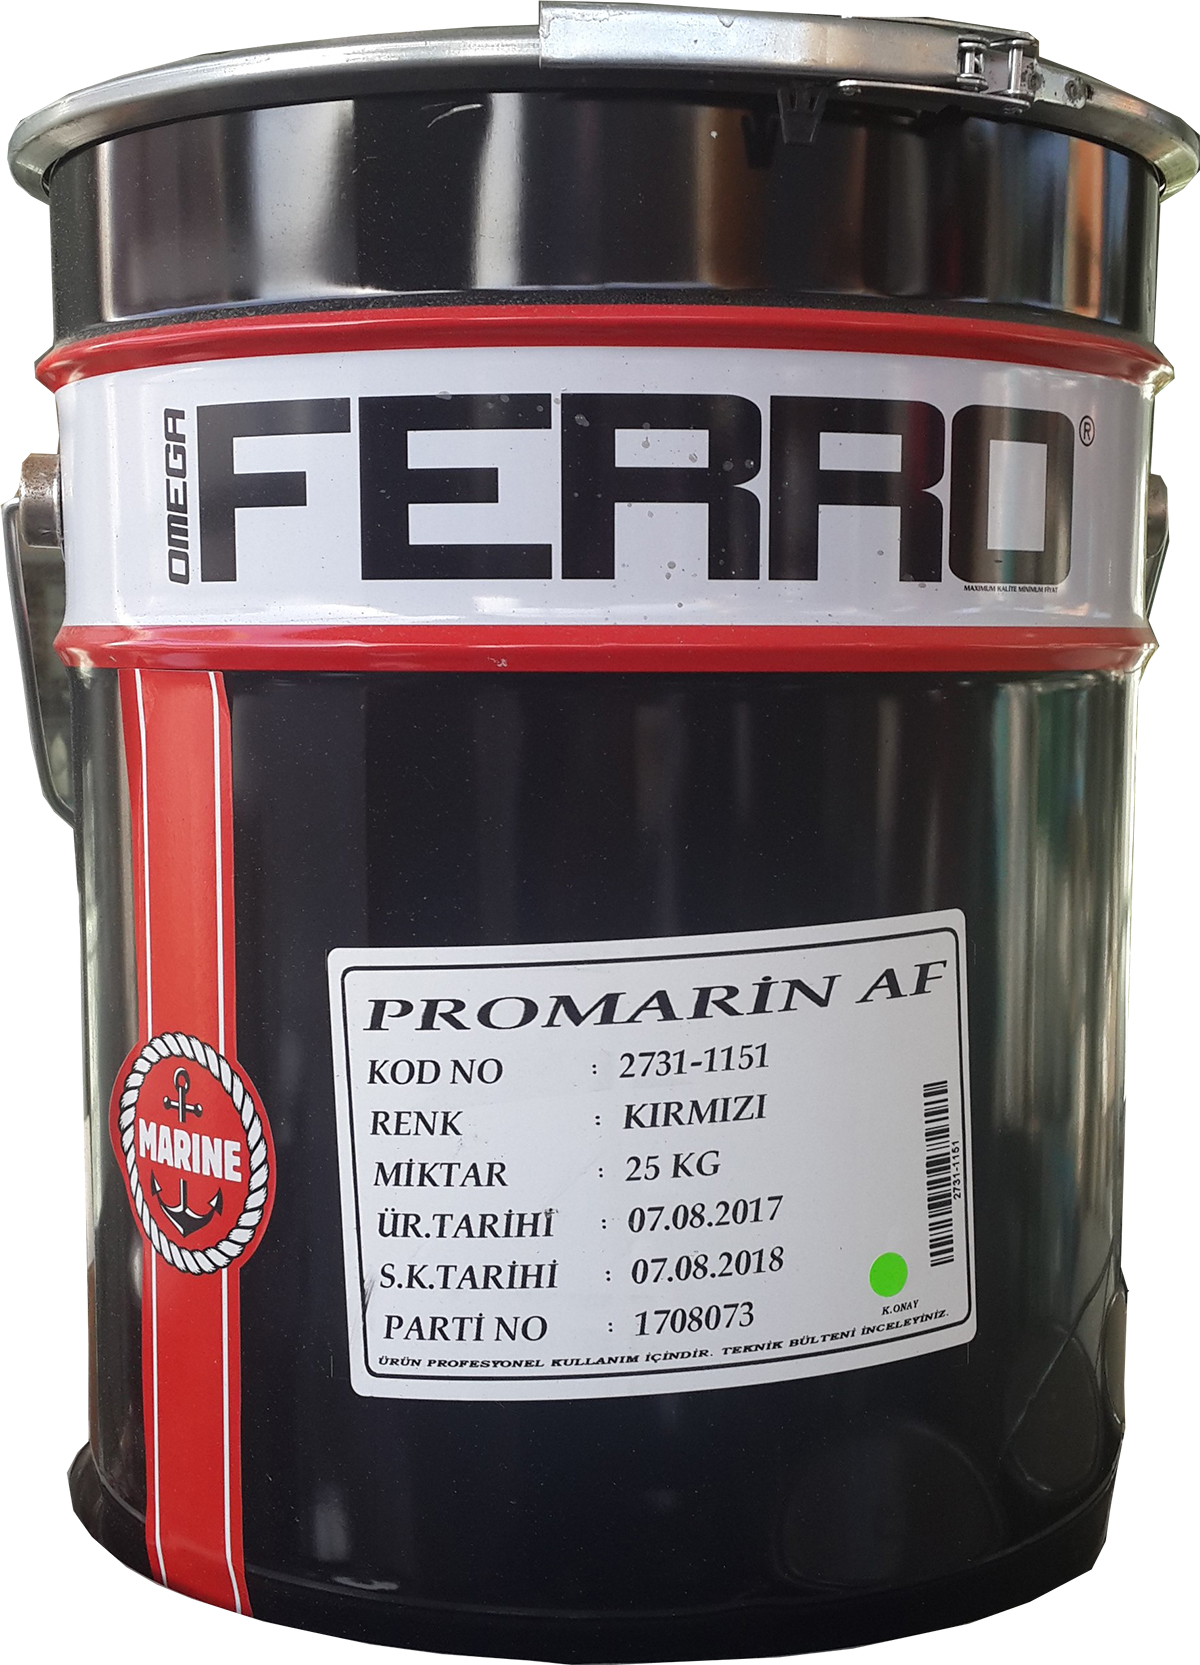 OMEGA
FERRO®
MAXIMUM KALİTE MİNİMUM FİYAT
PROMARİN AF
KOD NO : 2731-1151
RENK : KIRMIZI
MİKTAR : 25 KG
ÜR.TARİHİ : 07.08.2017
S.K.TARİHİ : 07.08.2018
PARTİ NO : 1708073
2731-1151
K.ONAY
ÜRÜN PROFESYONEL KULLANIM İÇİNDİR. TEKNİK BÜLTENİ İNCELEYİNİZ.
MARINE